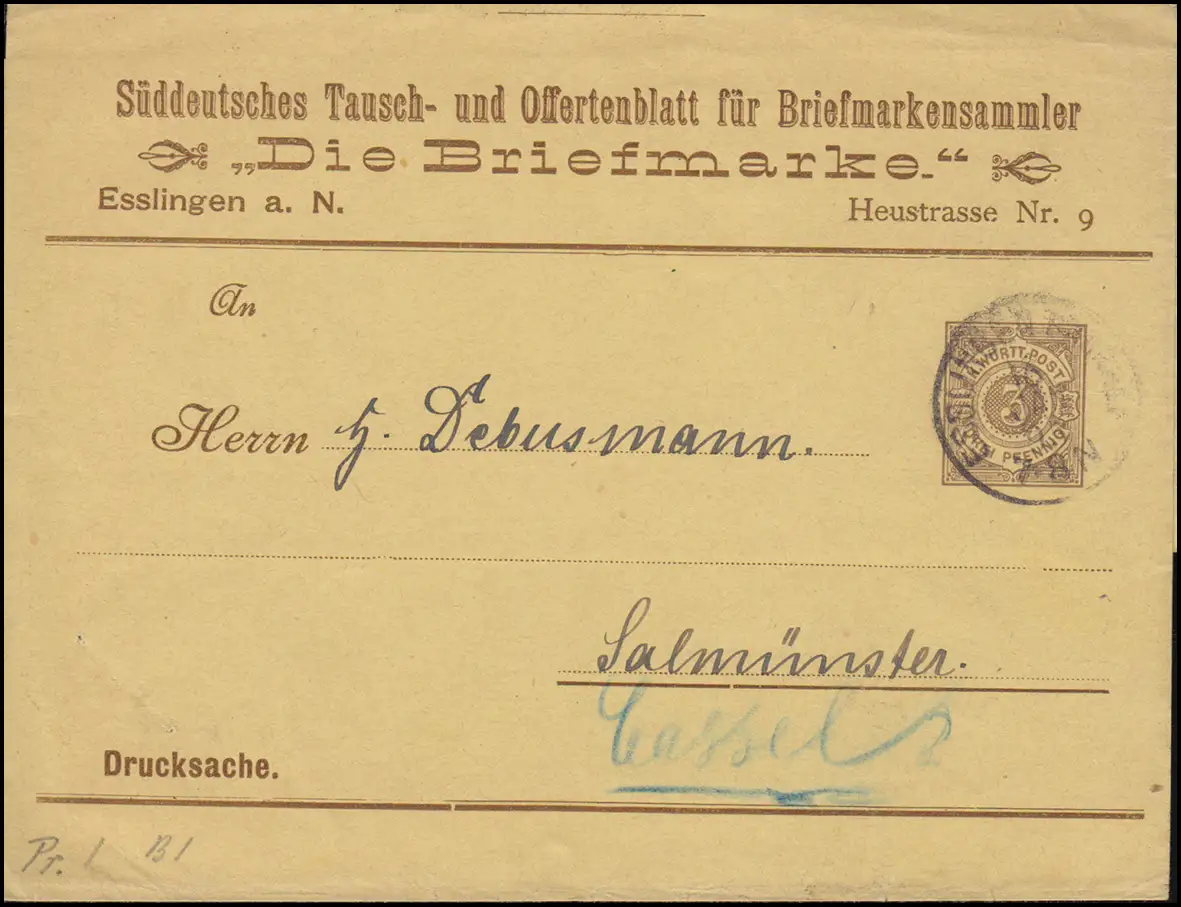 Süddeutsches Tausch- und Offertenblatt für Briefmarkensammler
„Die Briefmarke.“
Esslingen a. N. Heustrasse Nr. 9
An
K. WÜRTT. POST
3
DREI PFENNIG
Herrn H. Debusmann.
Salmünster.
Cassel
Drucksache.
Pr. 1 B1